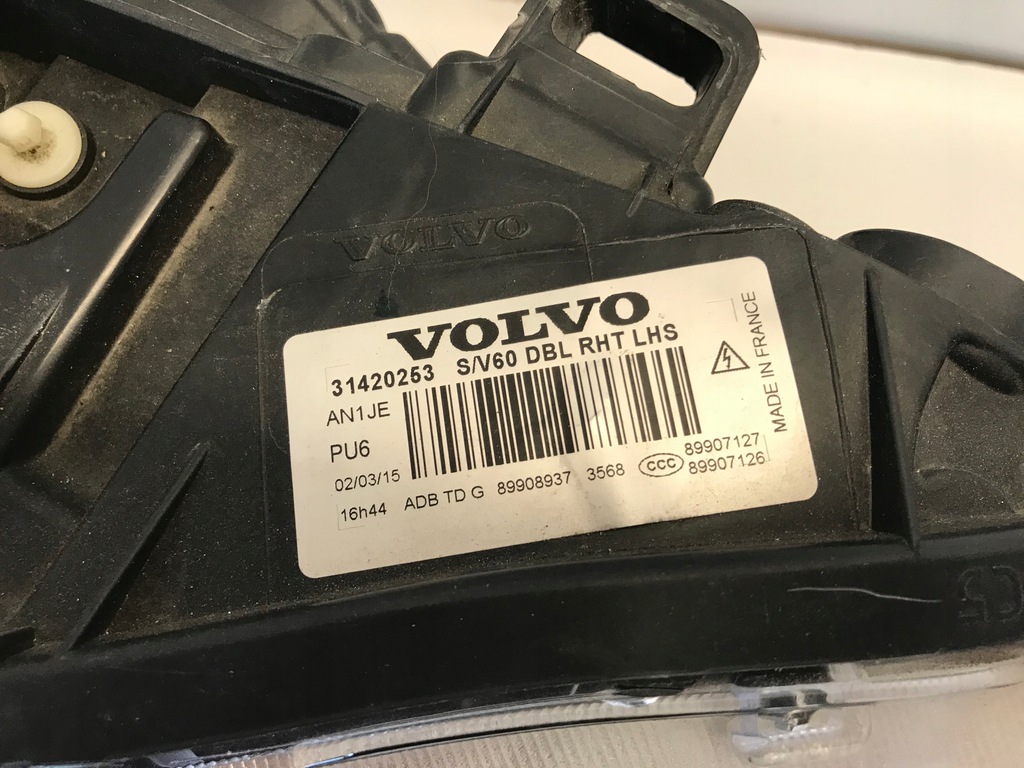 VOLVO
VOLVO
31420253 S/V60 DBL RHT LHS
AN1JE
PU6
02/03/15
16h44 ADB TD G 89908937 3568 CCC 89907127
89907126
MADE IN FRANCE